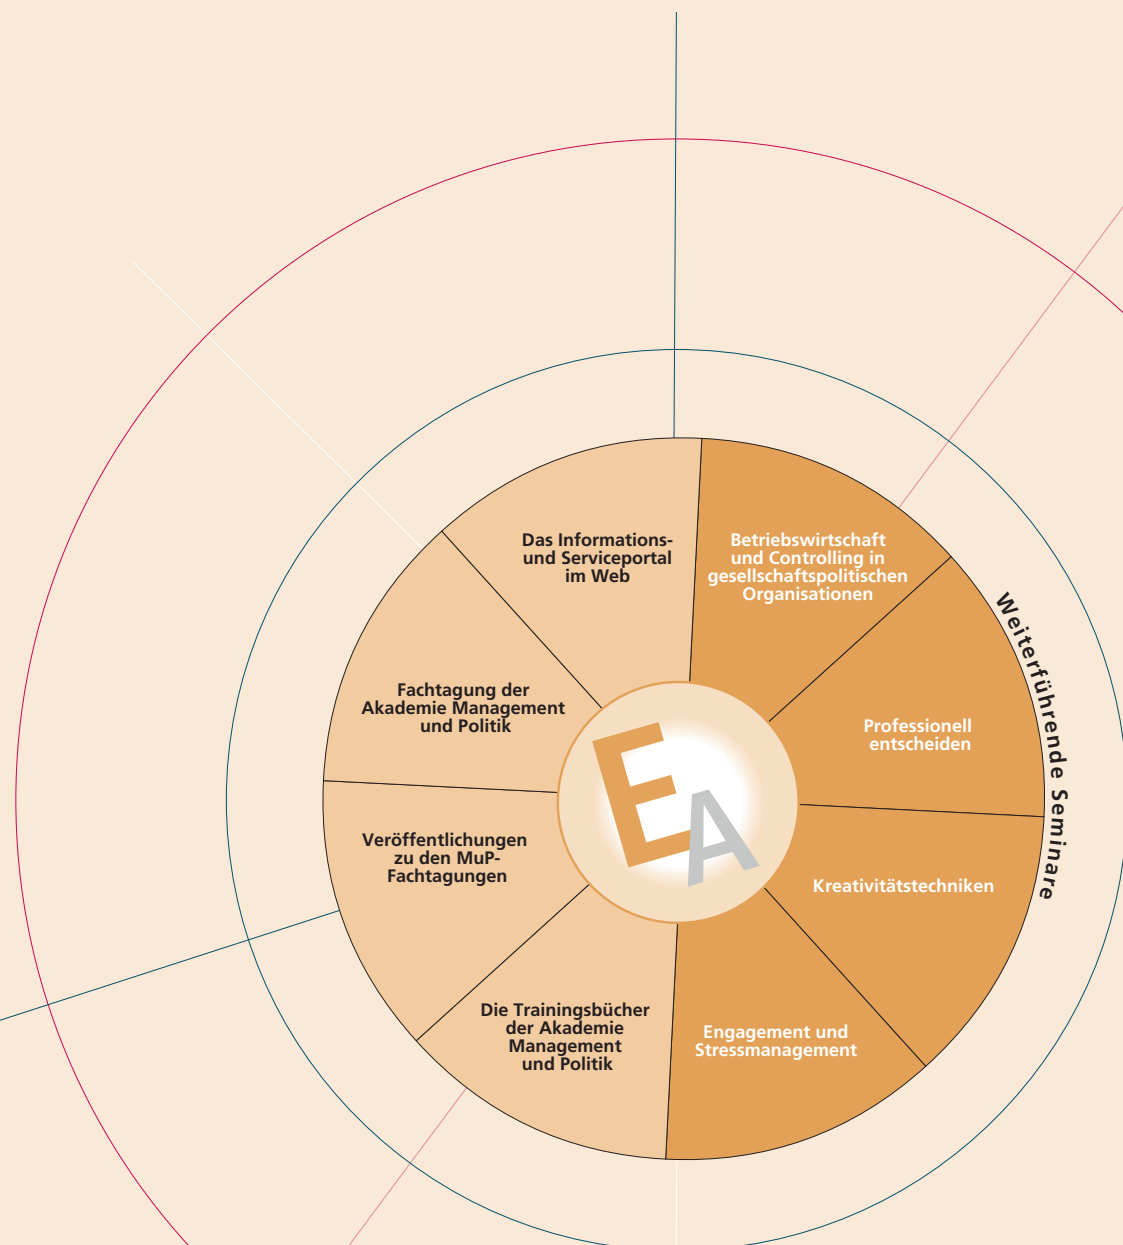 Das Informations-
und Serviceportal
im Web
Betriebswirtschaft
und Controlling in
gesellschaftspolitischen
Organisationen
Weiterführende Seminare
Fachtagung der
Akademie Management
und Politik
Professionell
entscheiden
E
A
Veröffentlichungen
zu den MuP-
Fachtagungen
Kreativitätstechniken
Die Trainingsbücher
der Akademie
Management
und Politik
Engagement und
Stressmanagement